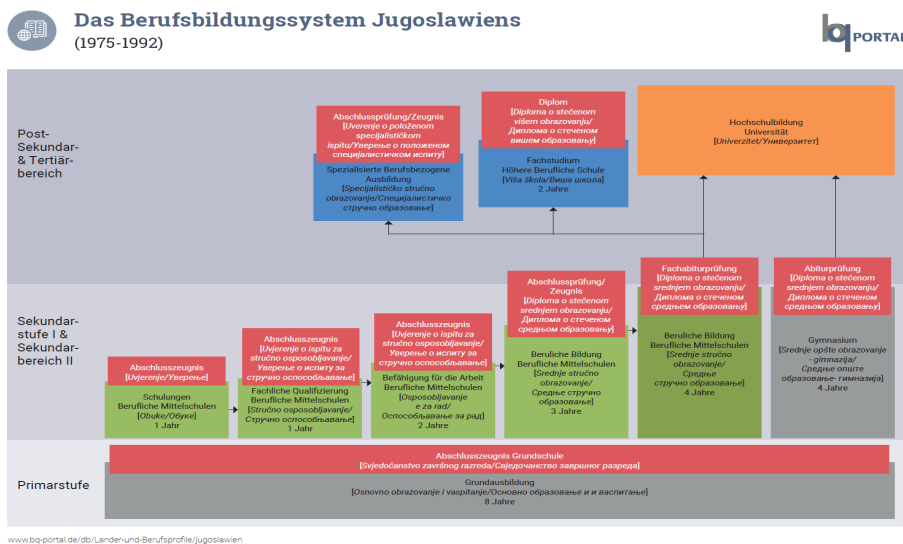 Das Berufsbildungssystem Jugoslawiens
(1975-1992)
bq PORTAL
Post-
Sekundar-
& Tertiär-
bereich
Abschlussprüfung/Zeugnis
[Uverenje o položenom
specijalističkom
ispitu/Уверење о положеном
специјалистичком испиту]
Spezialisierte Berufsbezogene
Ausbildung
[Specijalističko stručno
obrazovanje/Специјалистичко
стручно образовање]
Diplom
[Diploma o stečenom
višem obrazovanju/
Диплома о стеченом
вишем образовању]
Fachstudium
Höhere Berufliche Schule
[Viša škola/Виша школа]
2 Jahre
Hochschulbildung
Universität
[Univerzitet/Универзитет]
Sekundar-
stufe I &
Sekundär-
bereich II
Abschlusszeugnis
[Uvjerenje/Уверење]
Schulungen
Berufliche Mittelschulen
[Obuke/Обуке]
1 Jahr
Abschlusszeugnis
[Uvjerenje o ispitu za
stručno osposobljavanje/
Уверење о испиту за
стручно оспособљавање]
Fachliche Qualifizierung
Berufliche Mittelschulen
[Stručno osposobljavanje/
Стручно оспособљавање]
1 Jahr
Abschlusszeugnis
[Uvjerenje o ispitu za
stručno osposobljavanje/
Уверење о испиту за
стручно оспособљавање]
Befähigung für die Arbeit
Berufliche Mittelschulen
[Osposobljavanje
e za rad/
Оспособљавање за рад]
2 Jahre
Abschlussprüfung/
Zeugnis
[Diploma o stečenom
srednjem obrazovanju/
Диплома о стеченом
средњом образовању]
Beruliche Bildung
Berufliche Mittelschulen
[Srednje stručno
obrazovanje/
Средње стручно
образовање]
3 Jahre
Fachabiturprüfung
[Diploma o stečenom
srednjem obrazovanju/
Диплома о стеченом
средњем образовању]
Beruliche Bildung
Berufliche Mittelschulen
[Srednje stručno
obrazovanje/
Средње
стручно образовање]
4 Jahre
Abiturprüfung
[Diploma o stečenom
srednjem obrazovanju/
Диплома о стеченом
средњем образовању]
Gymnasium
[Srednje opšte obrazovanje
- gimnazija/
Средње опште
образовање- гимназија]
4 Jahre
Primarstufe
Abschlusszeugnis Grundschule
[Svjedočanstvo završnog razreda/Свједочанство завршног разреда]
Grundausbildung
[Osnovno obrazovanje i vaspitanje/Основно образовање и и васпитање]
8 Jahre
www.bq-portal.de/db/Lander-und-Berufsprofile/jugoslawien